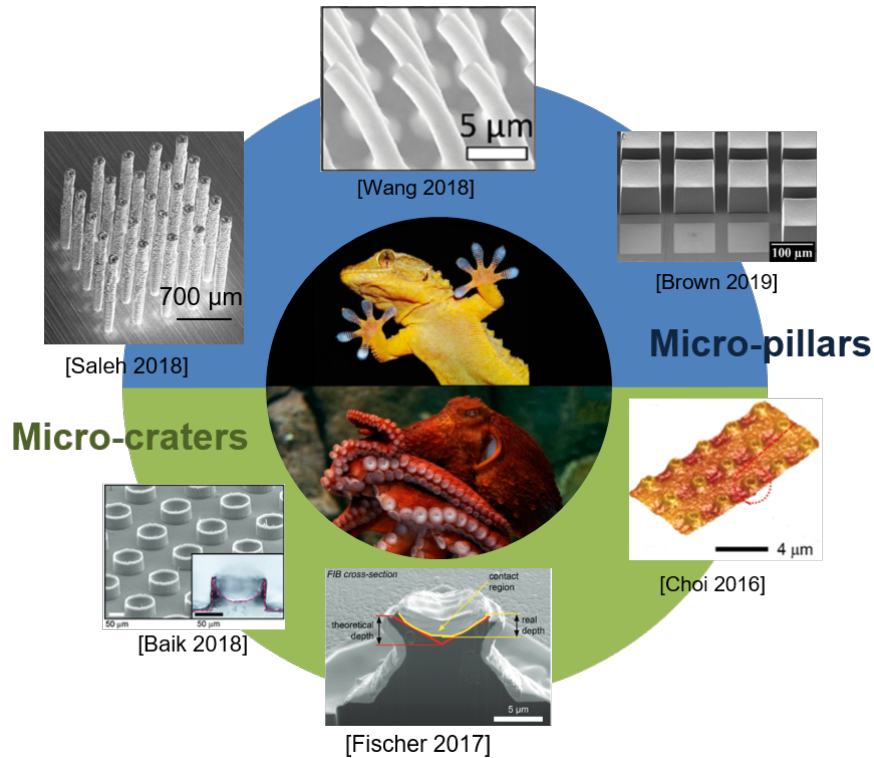 5 µm
[Wang 2018]
100 µm
[Brown 2019]
700 µm
[Saleh 2018]
Micro-pillars
Micro-craters
4 µm
[Choi 2016]
50 µm
50 µm
[Baik 2018]
FIB cross-section
contact
region
theoretical
depth
real
depth
5 µm
[Fischer 2017]